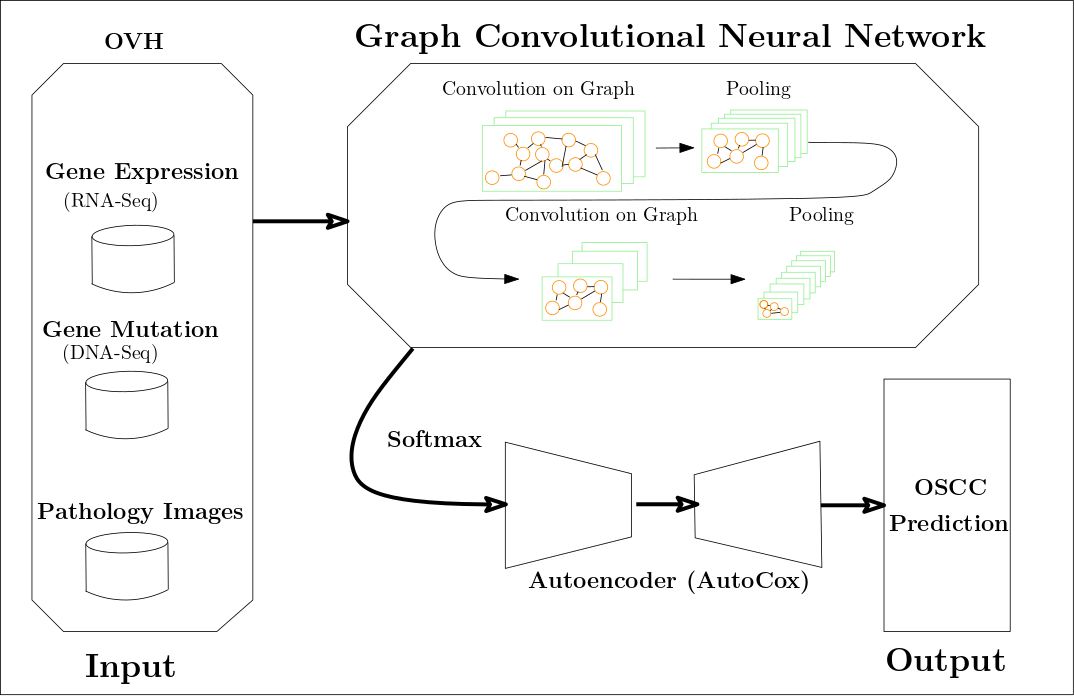 OVH
Graph Convolutional Neural Network
Convolution on Graph
Pooling
Gene Expression
(RNA-Seq)
Convolution on Graph
Pooling
Gene Mutation
(DNA-Seq)
Softmax
Pathology Images
OSCC
Prediction
Autoencoder (AutoCox)
Input
Output